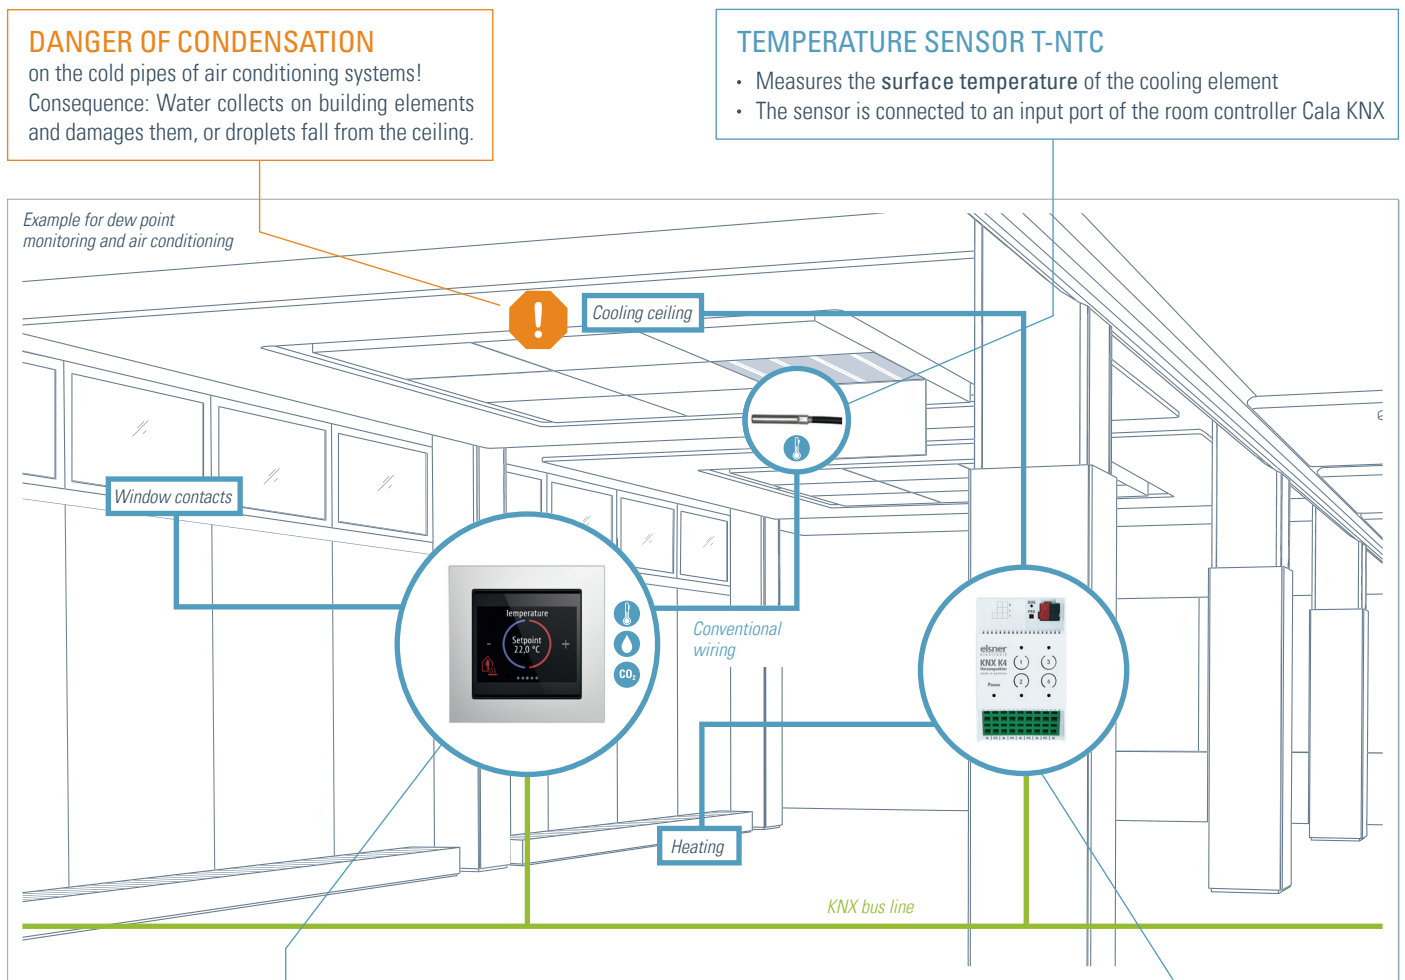 DANGER OF CONDENSATION
on the cold pipes of air conditioning systems!
Consequence: Water collects on building elements
and damages them, or droplets fall from the ceiling.
TEMPERATURE SENSOR T-NTC
• Measures the surface temperature of the cooling element
• The sensor is connected to an input port of the room controller Cala KNX
Example for dew point
monitoring and air conditioning
Cooling ceiling
Window contacts
Temperature
Setpoint
22,0 °C
- +
CO₂
Conventional
wiring
elsner
KNX K4
1 3
2 4
Power
Heating
KNX bus line